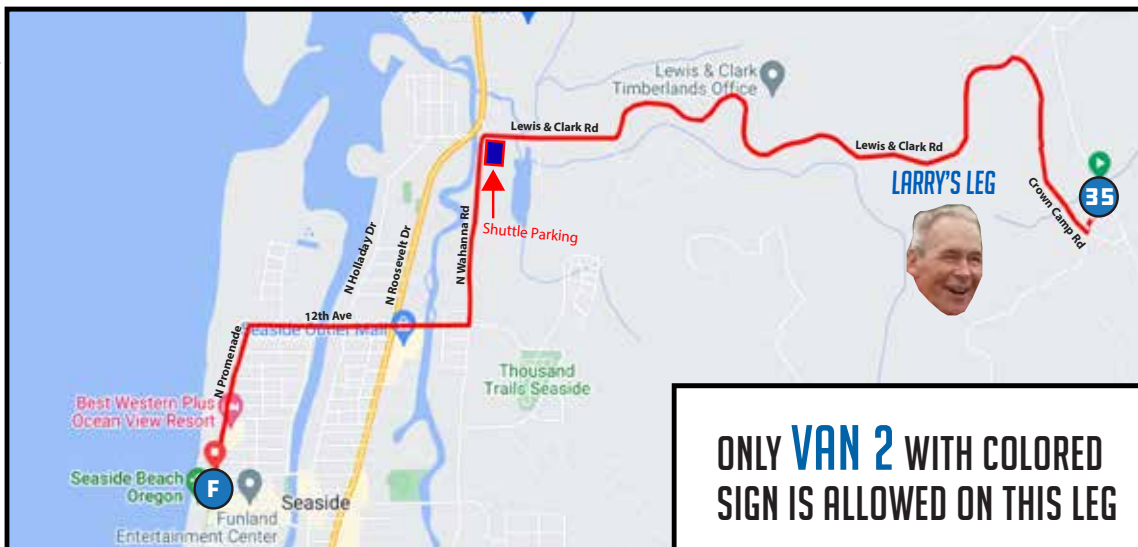 Lewis & Clark
Timberlands Office
Lewis & Clark Rd
Lewis & Clark Rd
LARRY'S LEG
35
Crown Camp Rd
Shuttle Parking
N Wahanna Rd
N Holladay Dr
N Roosevelt Dr
12th Ave
Seaside Outlet Mall
N Promenade
Thousand
Trails Seaside
Best Western Plus
Ocean View Resort
Seaside Beach
Oregon
F
Seaside
Funland
Entertainment Center
ONLY VAN 2 WITH COLORED
SIGN IS ALLOWED ON THIS LEG